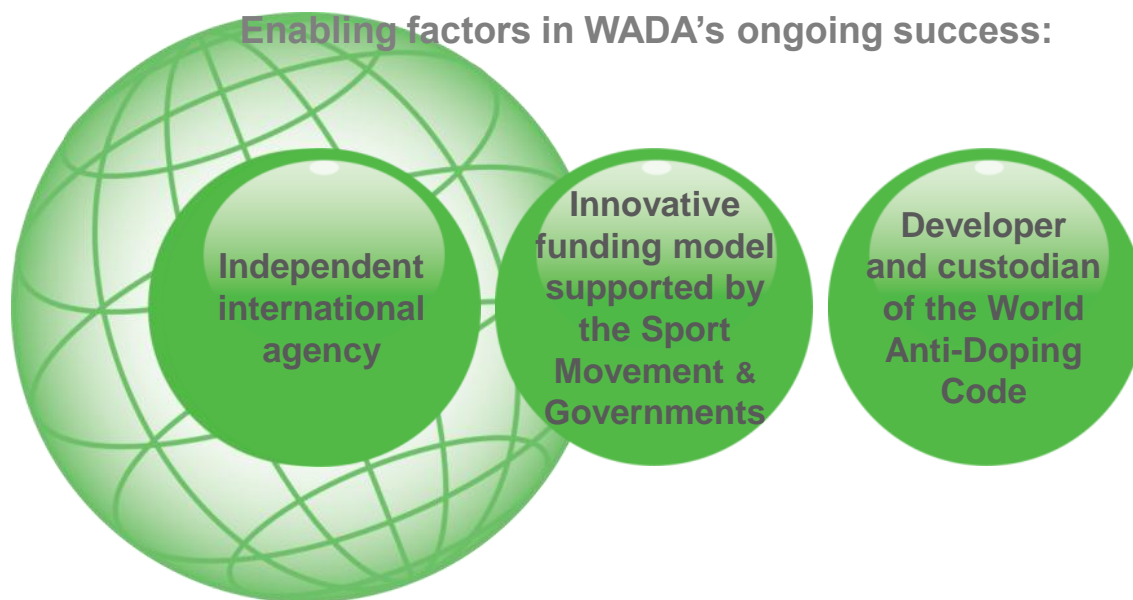 Enabling factors in WADA’s ongoing success:
Independent
international
agency
Innovative
funding model
supported by
the Sport
Movement &
Governments
Developer
and custodian
of the World
Anti-Doping
Code